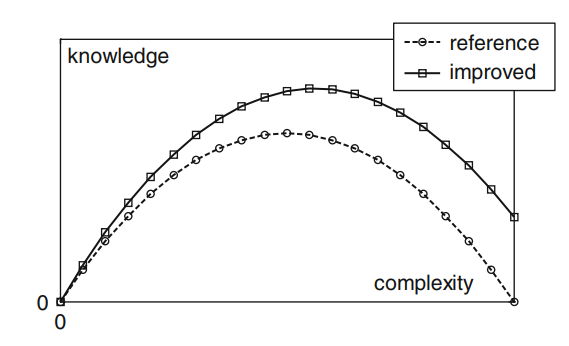 reference
improved
knowledge
complexity
0
0